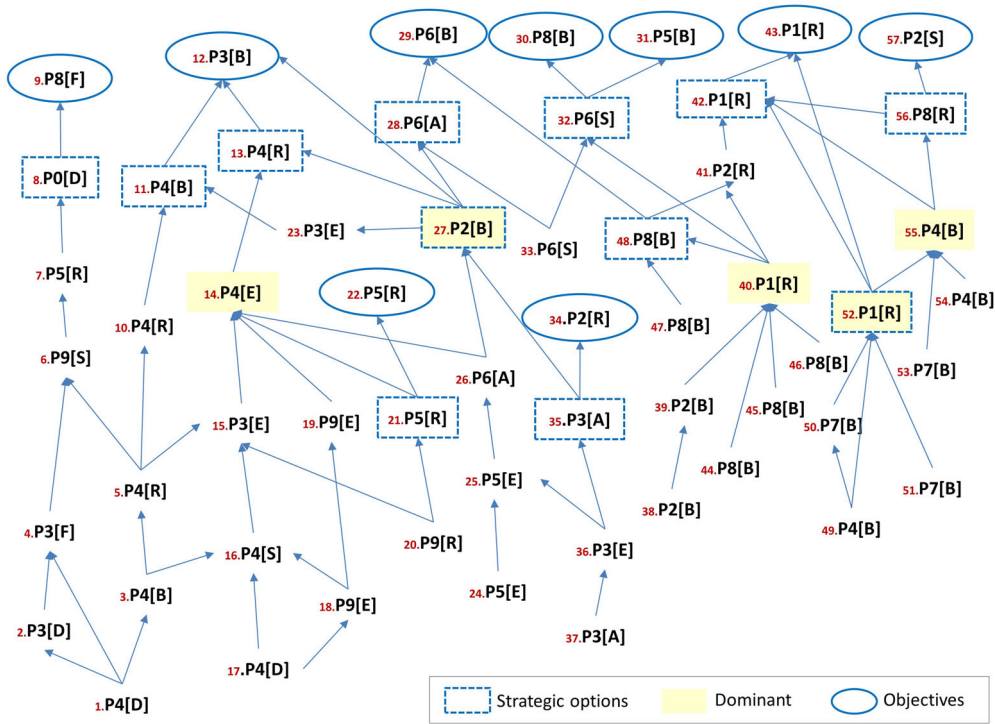 29.P6[B]
30.P8[B]
31.P5[B]
43.P1[R]
57.P2[S]
12.P3[B]
9.P8[F]
42.P1[R]
56.P8[R]
28.P6[A]
32.P6[S]
13.P4[R]
41.P2[R]
8.P0[D]
11.P4[B]
23.P3[E]
27.P2[B]
33.P6[S]
48.P8[B]
55.P4[B]
7.P5[R]
14.P4[E]
22.P5[R]
40.P1[R]
54.P4[B]
52.P1[R]
10.P4[R]
34.P2[R]
47.P8[B]
6.P9[S]
46.P8[B]
53.P7[B]
26.P6[A]
39.P2[B]
45.P8[B]
15.P3[E]
19.P9[E]
21.P5[R]
35.P3[A]
50.P7[B]
44.P8[B]
25.P5[E]
5.P4[R]
51.P7[B]
38.P2[B]
49.P4[B]
4.P3[F]
20.P9[R]
16.P4[S]
36.P3[E]
3.P4[B]
18.P9[E]
24.P5[E]
2.P3[D]
37.P3[A]
17.P4[D]
1.P4[D]
Strategic options
Dominant
Objectives